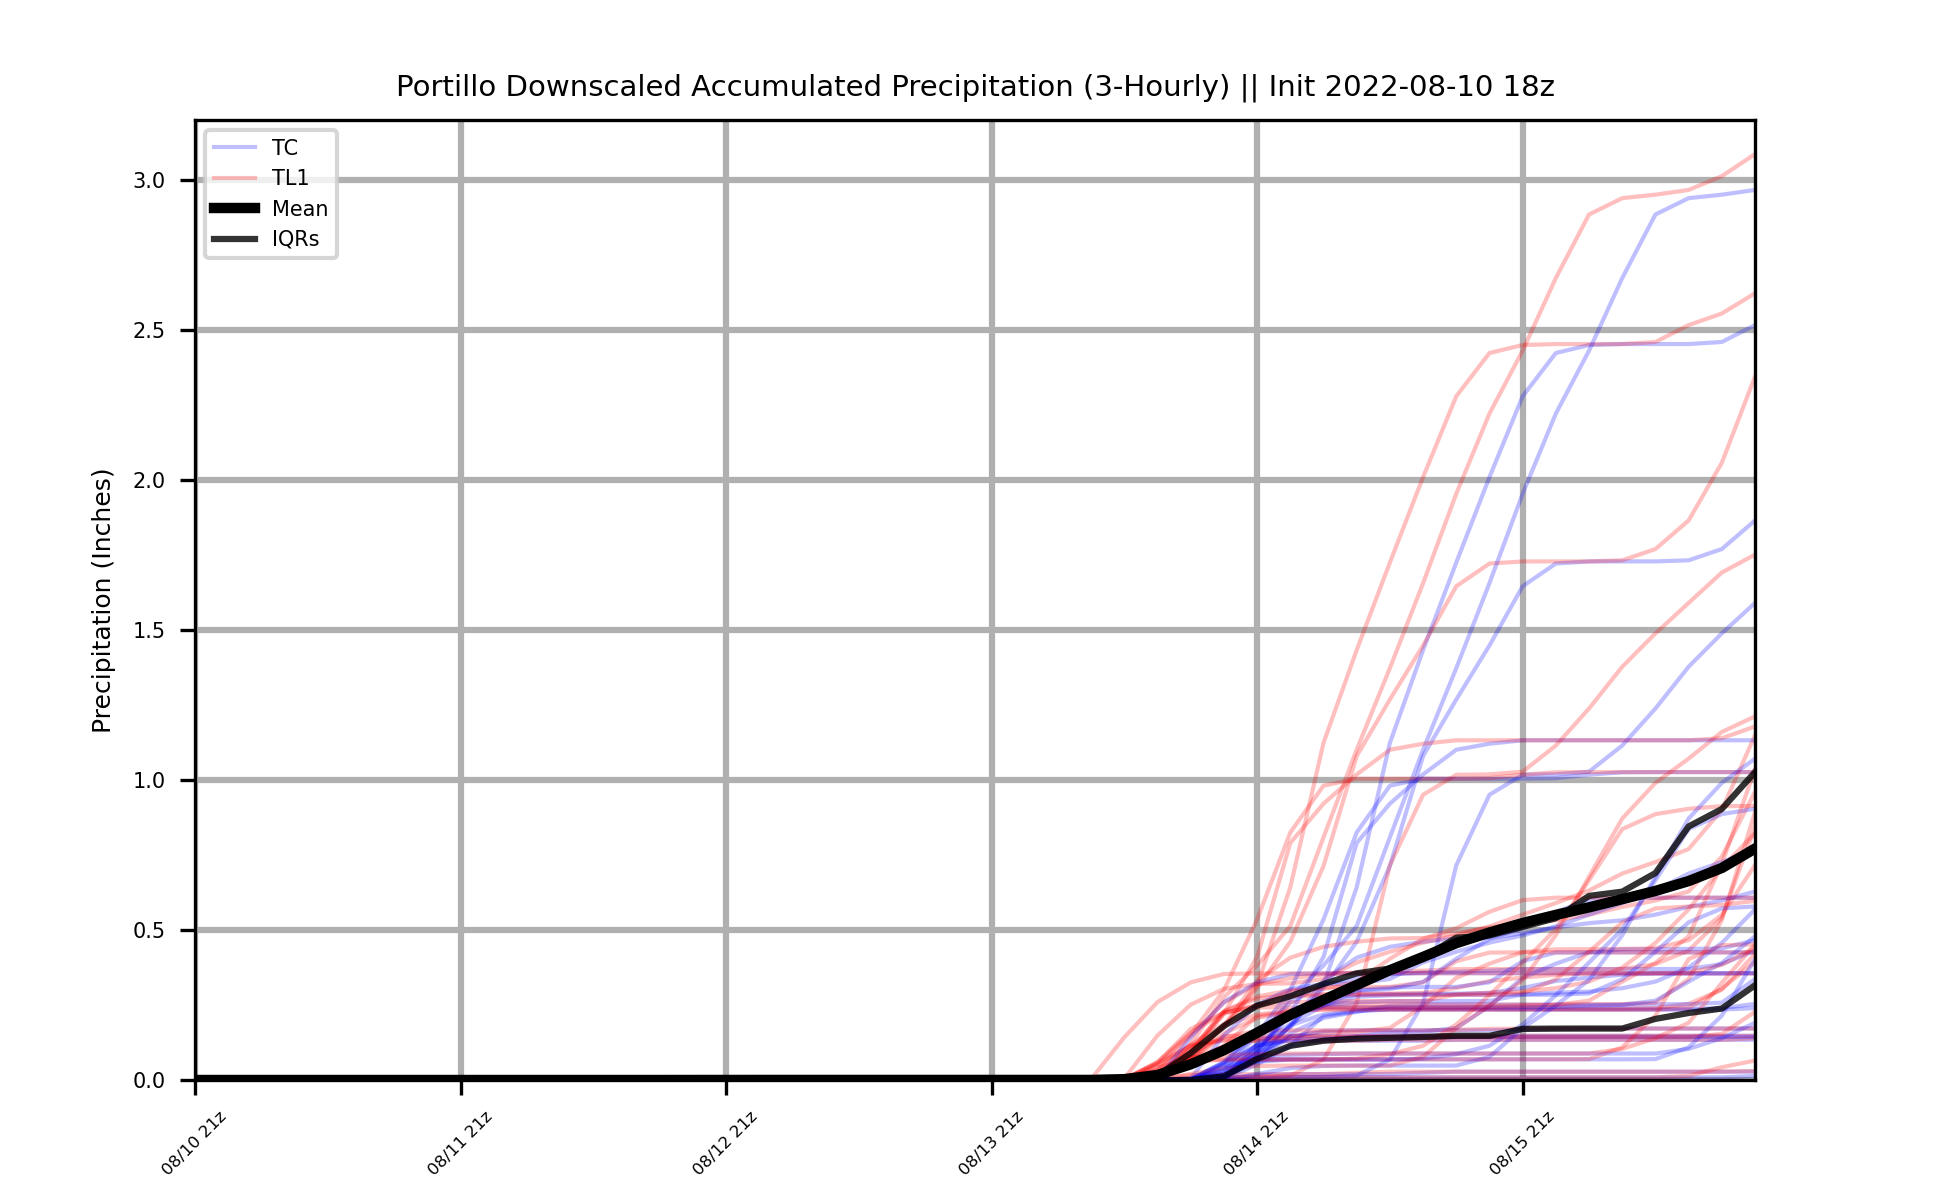 Portillo Downscaled Accumulated Precipitation (3-Hourly) || Init 2022-08-10 18z
TC
TL1
Mean
IQRs
Precipitation (Inches)
3.0
2.5
2.0
1.5
1.0
0.5
0.0
08/10 21z
08/11 21z
08/12 21z
08/13 21z
08/14 21z
08/15 21z